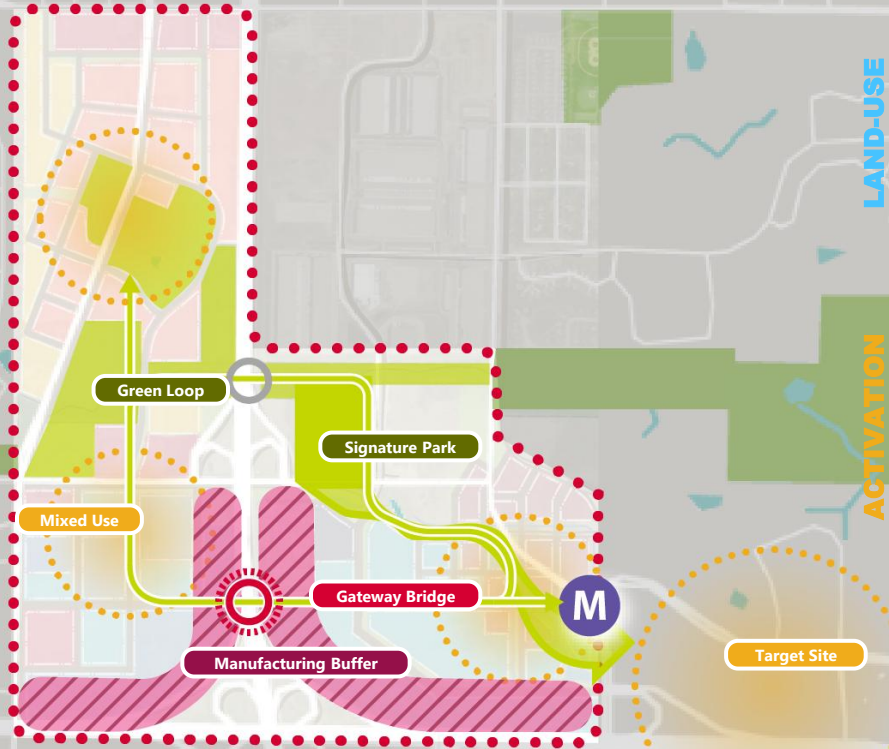 LAND-USE
ACTIVATION
Green Loop
Signature Park
Mixed Use
Gateway Bridge
M
Manufacturing Buffer
Target Site